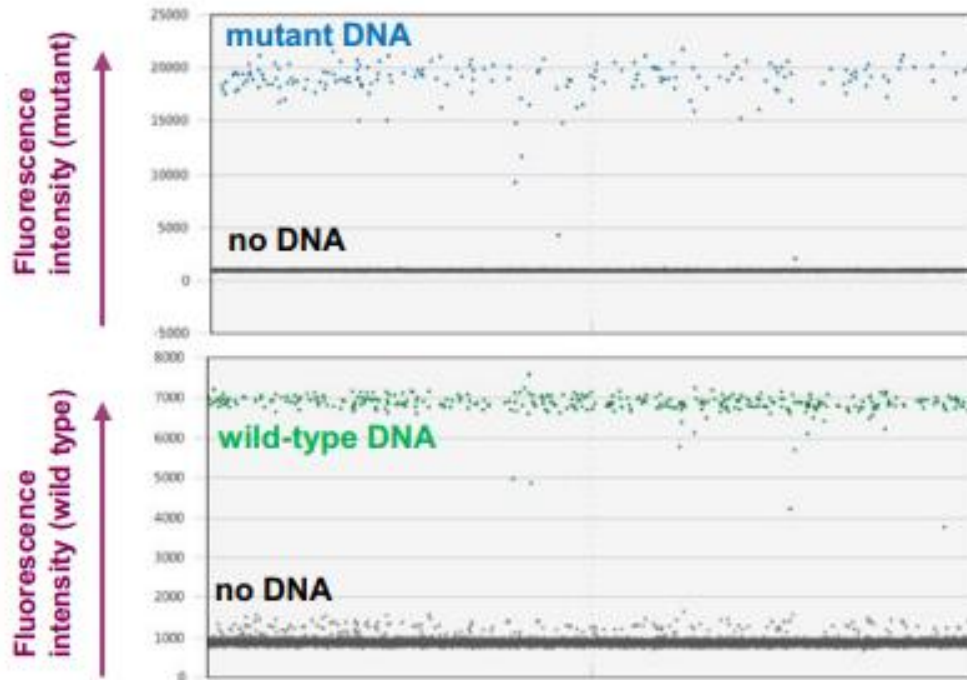 Fluorescence
intensity (mutant)
25000
20000
15000
10000
5000
0
-5000
mutant DNA
no DNA
Fluorescence
intensity (wild type)
8000
7000
6000
5000
4000
3000
2000
1000
0
wild-type DNA
no DNA